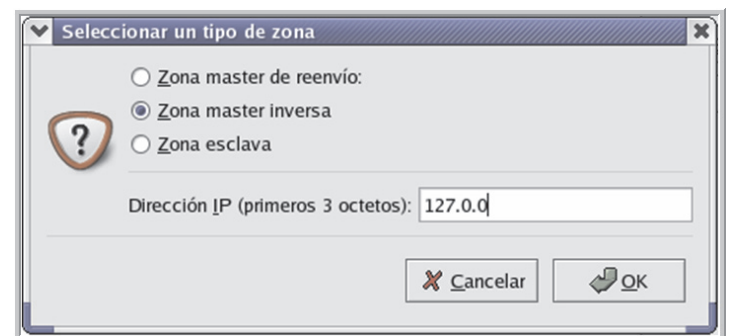 Seleccionar un tipo de zona
Zona master de reenvío:
Zona master inversa
Zona esclava
Dirección IP (primeros 3 octetos): 127.0.0
Cancelar OK